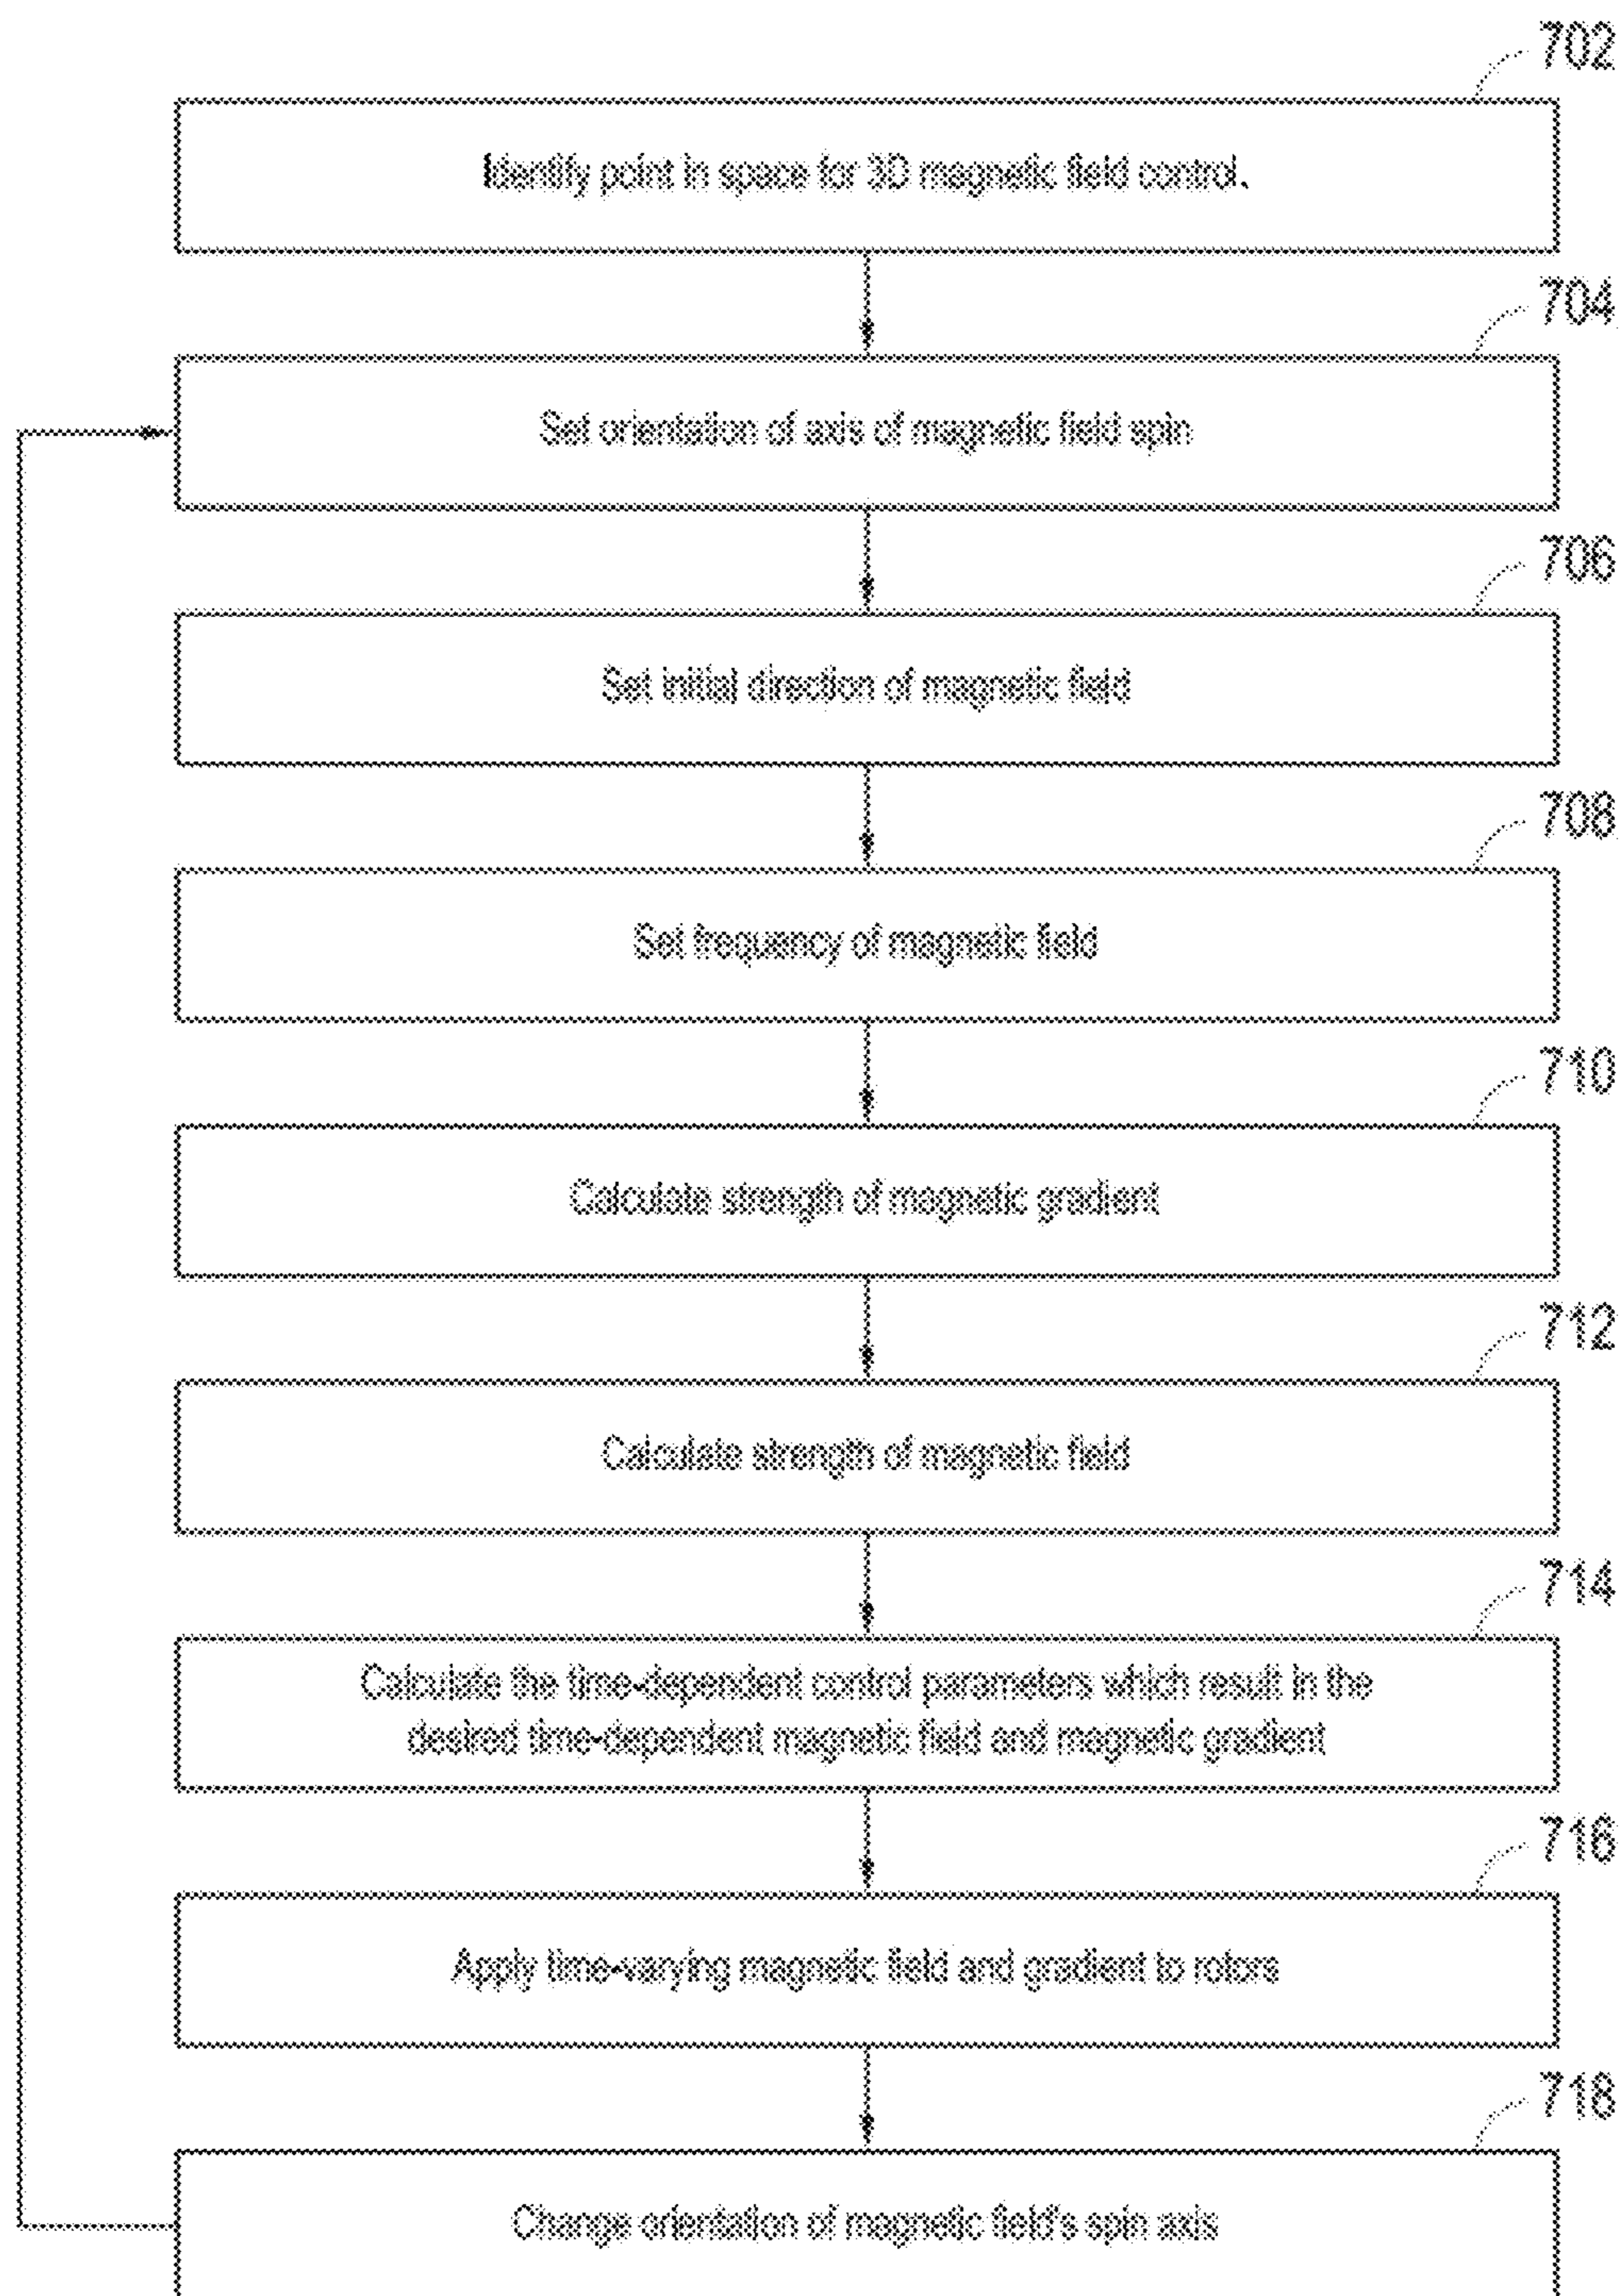 702
Identify point in space for 3D magnetic field control.
704
Set orientation of axis of magnetic field spin
706
Set initial direction of magnetic field
708
Set frequency of magnetic field
710
Calculate strength of magnetic gradient
712
Calculate strength of magnetic field
714
Calculate the time-dependent control parameters which result in the
desired time-dependent magnetic field and magnetic gradient
716
Apply time-varying magnetic field and gradient to rotors
718
Change orientation of magnetic field's spin axis